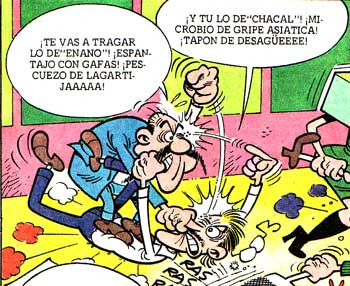 ¡TE VAS A TRAGAR
LO DE "ENANO"! ¡ESPAN-
TAJO CON GAFAS! ¡PES-
CUEZO DE LAGARTI-
JAAAAA!
¡Y TU LO DE "CHACAL"! ¡MI-
CROBIO DE GRIPE ASIATICA!
¡TAPON DE DESAGÜEEEE!
BAS